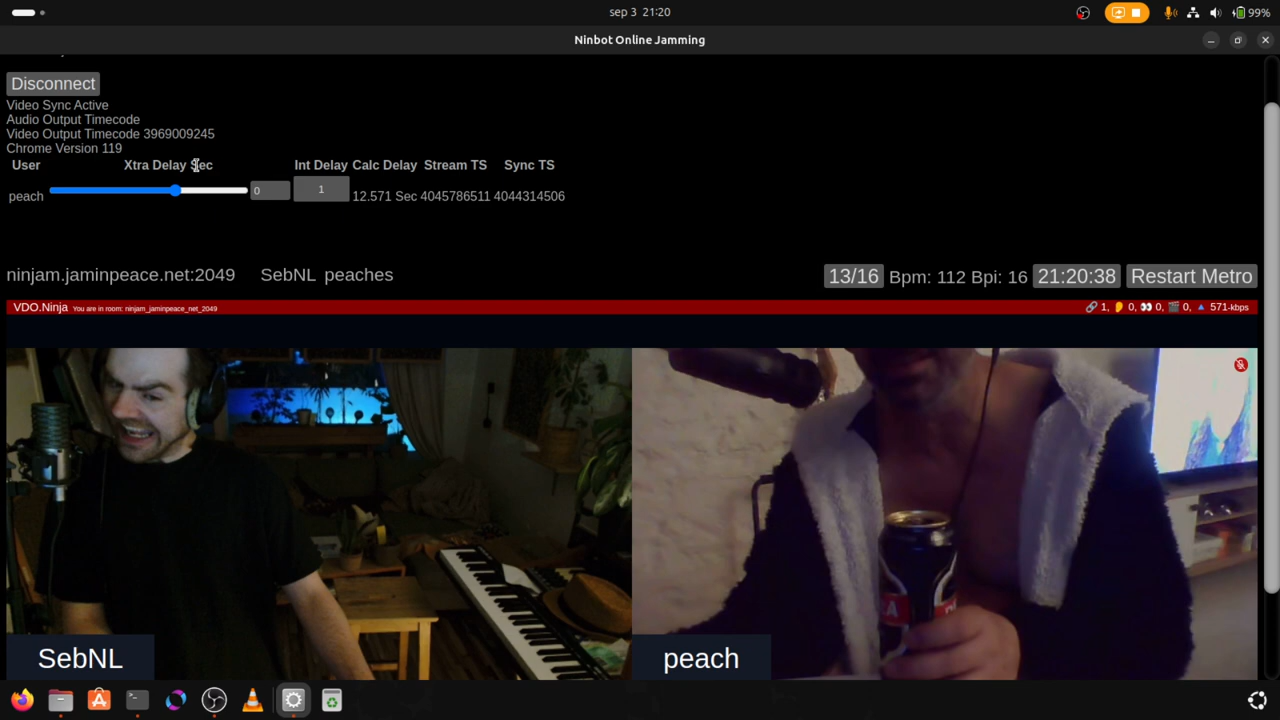 sep 3 21:20
99%
Ninbot Online Jamming
Disconnect
Video Sync Active
Audio Output Timecode
Video Output Timecode 3969009245
Chrome Version 119
User Xtra Delay Sec Int Delay Calc Delay Stream TS Sync TS
peach 0 1 12.571 Sec 4045786511 4044314506
ninjam.jaminpeace.net:2049 SebNL peaches 13/16 Bpm: 112 Bpi: 16 21:20:38 Restart Metro
VDO.Ninja You are in room: ninjam_jaminpeace_net_2049 1, 0, 0, 0, 571-kbps
SebNL peach